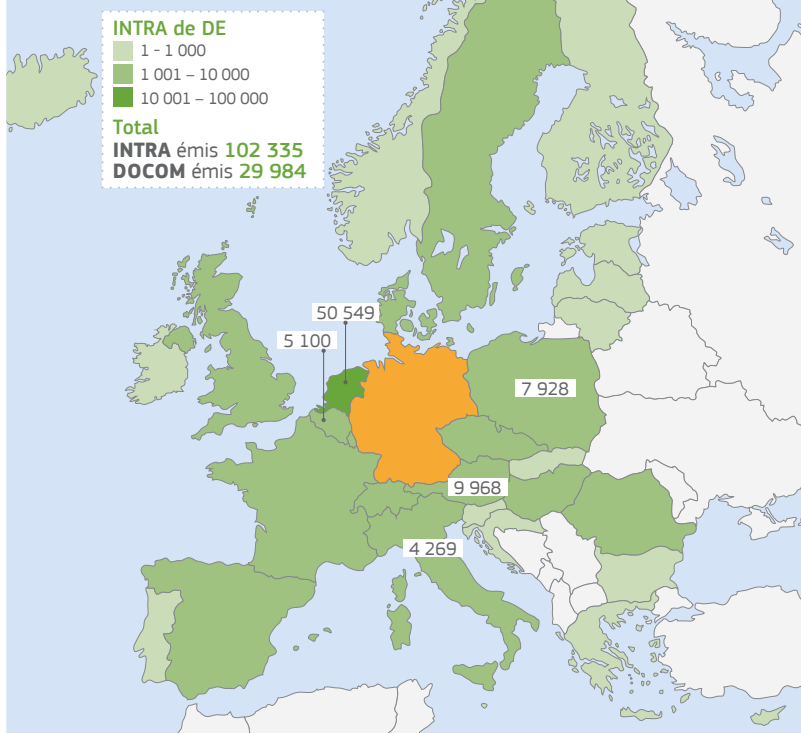 INTRA de DE
1 - 1 000
1 001 – 10 000
10 001 – 100 000
Total
INTRA émis 102 335
DOCOM émis 29 984
50 549
5 100
7 928
9 968
4 269